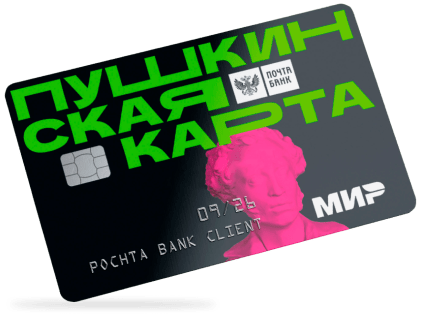 ПУШКИН
СКАЯ
КАРТА
ПОЧТА
БАНК
09/26
POCHTA BANK CLIENT
МИР